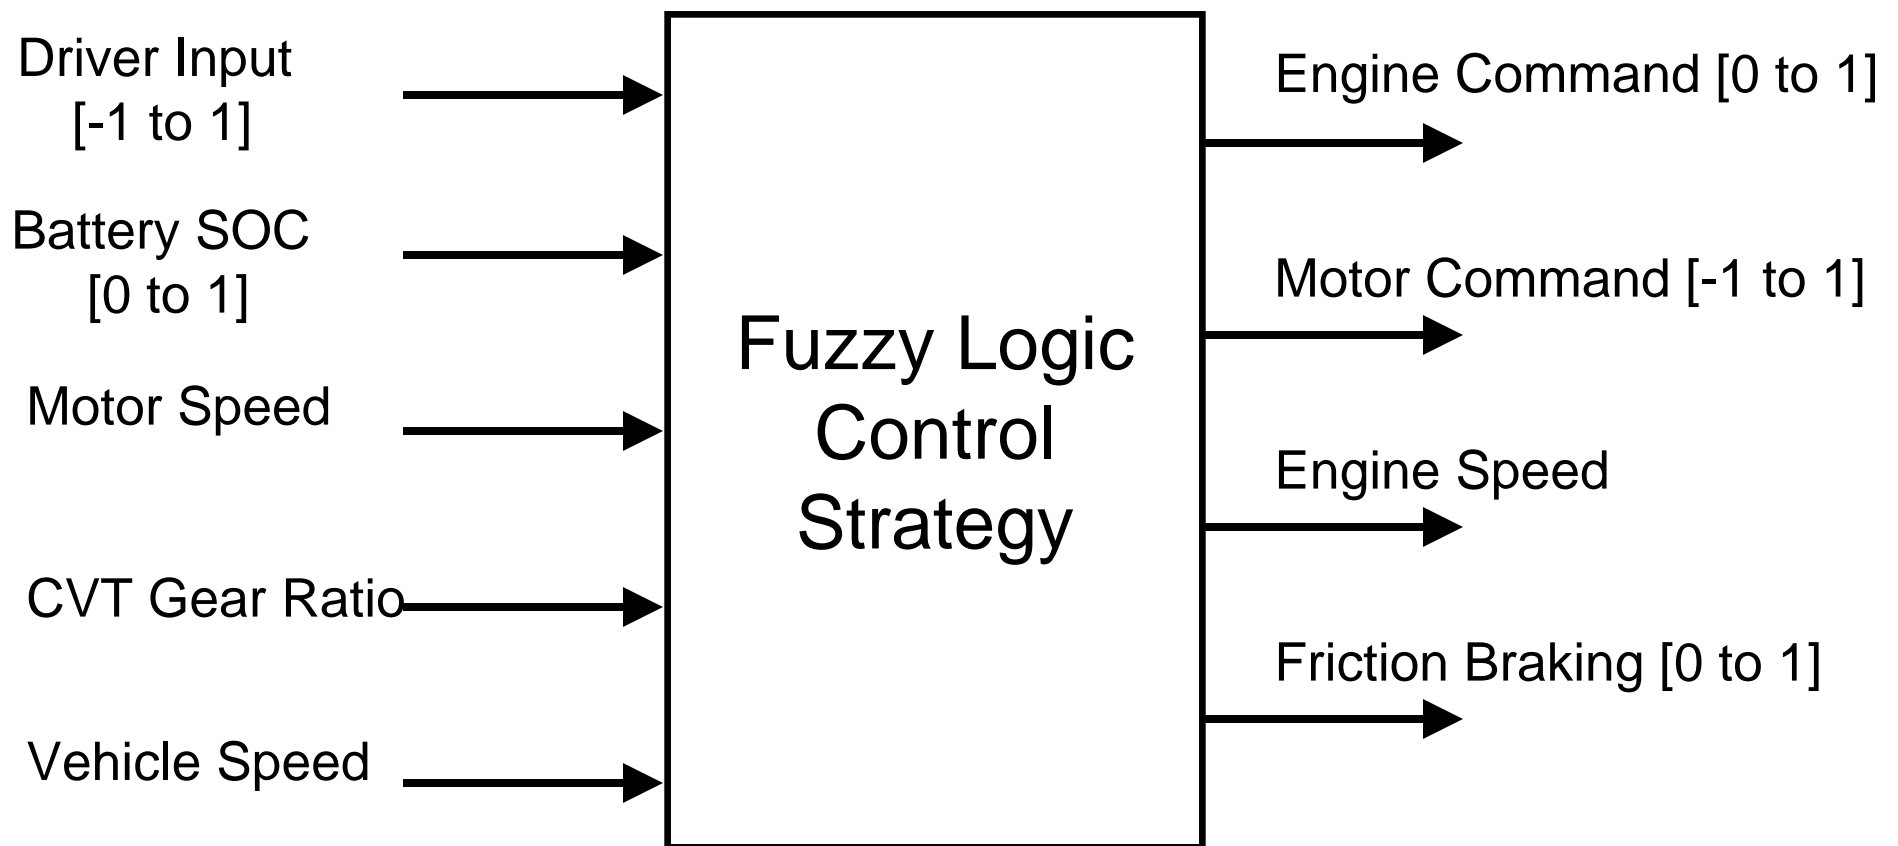 Driver Input
[-1 to 1]
Battery SOC
[0 to 1]
Motor Speed
CVT Gear Ratio
Vehicle Speed
Fuzzy Logic
Control
Strategy
Engine Command [0 to 1]
Motor Command [-1 to 1]
Engine Speed
Friction Braking [0 to 1]